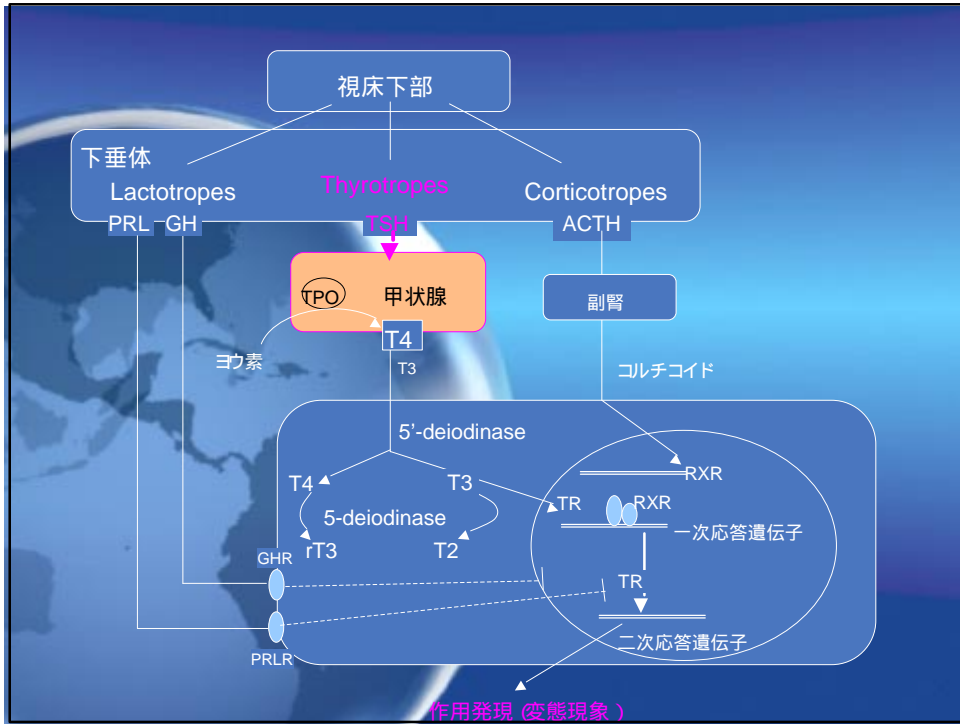 視床下部
下垂体
Lactotropes Thyrotropes Corticotropes
PRL GH TSH ACTH
TPO 甲状腺 副腎
T4
ヨウ素 T3 コルチコイド
5'-deiodinase
RXR
T4 T3 TR RXR
5-deiodinase 一次応答遺伝子
rT3 T2
GHR
TR
二次応答遺伝子
PRLR
作用発現 (変態現象 )